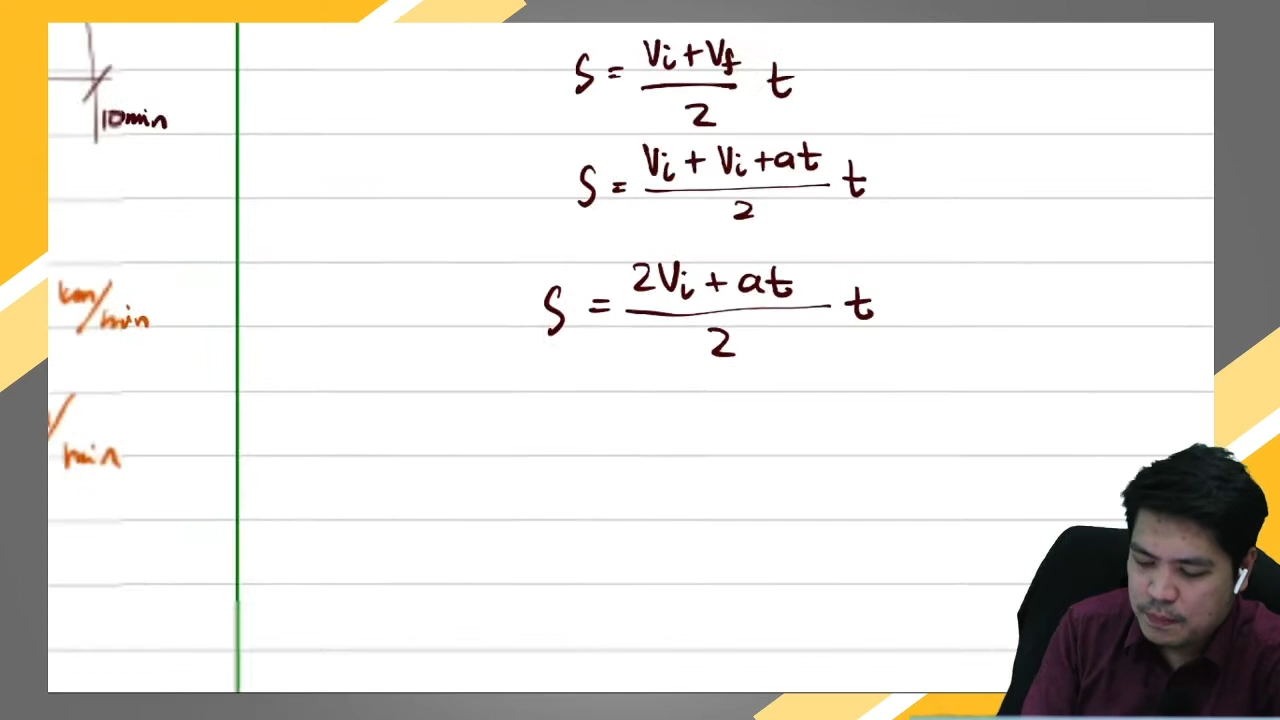 10min
km/min
/min
S = Vi + Vf / 2 t
S = Vi + Vi + at / 2 t
S = 2Vi + at / 2 t